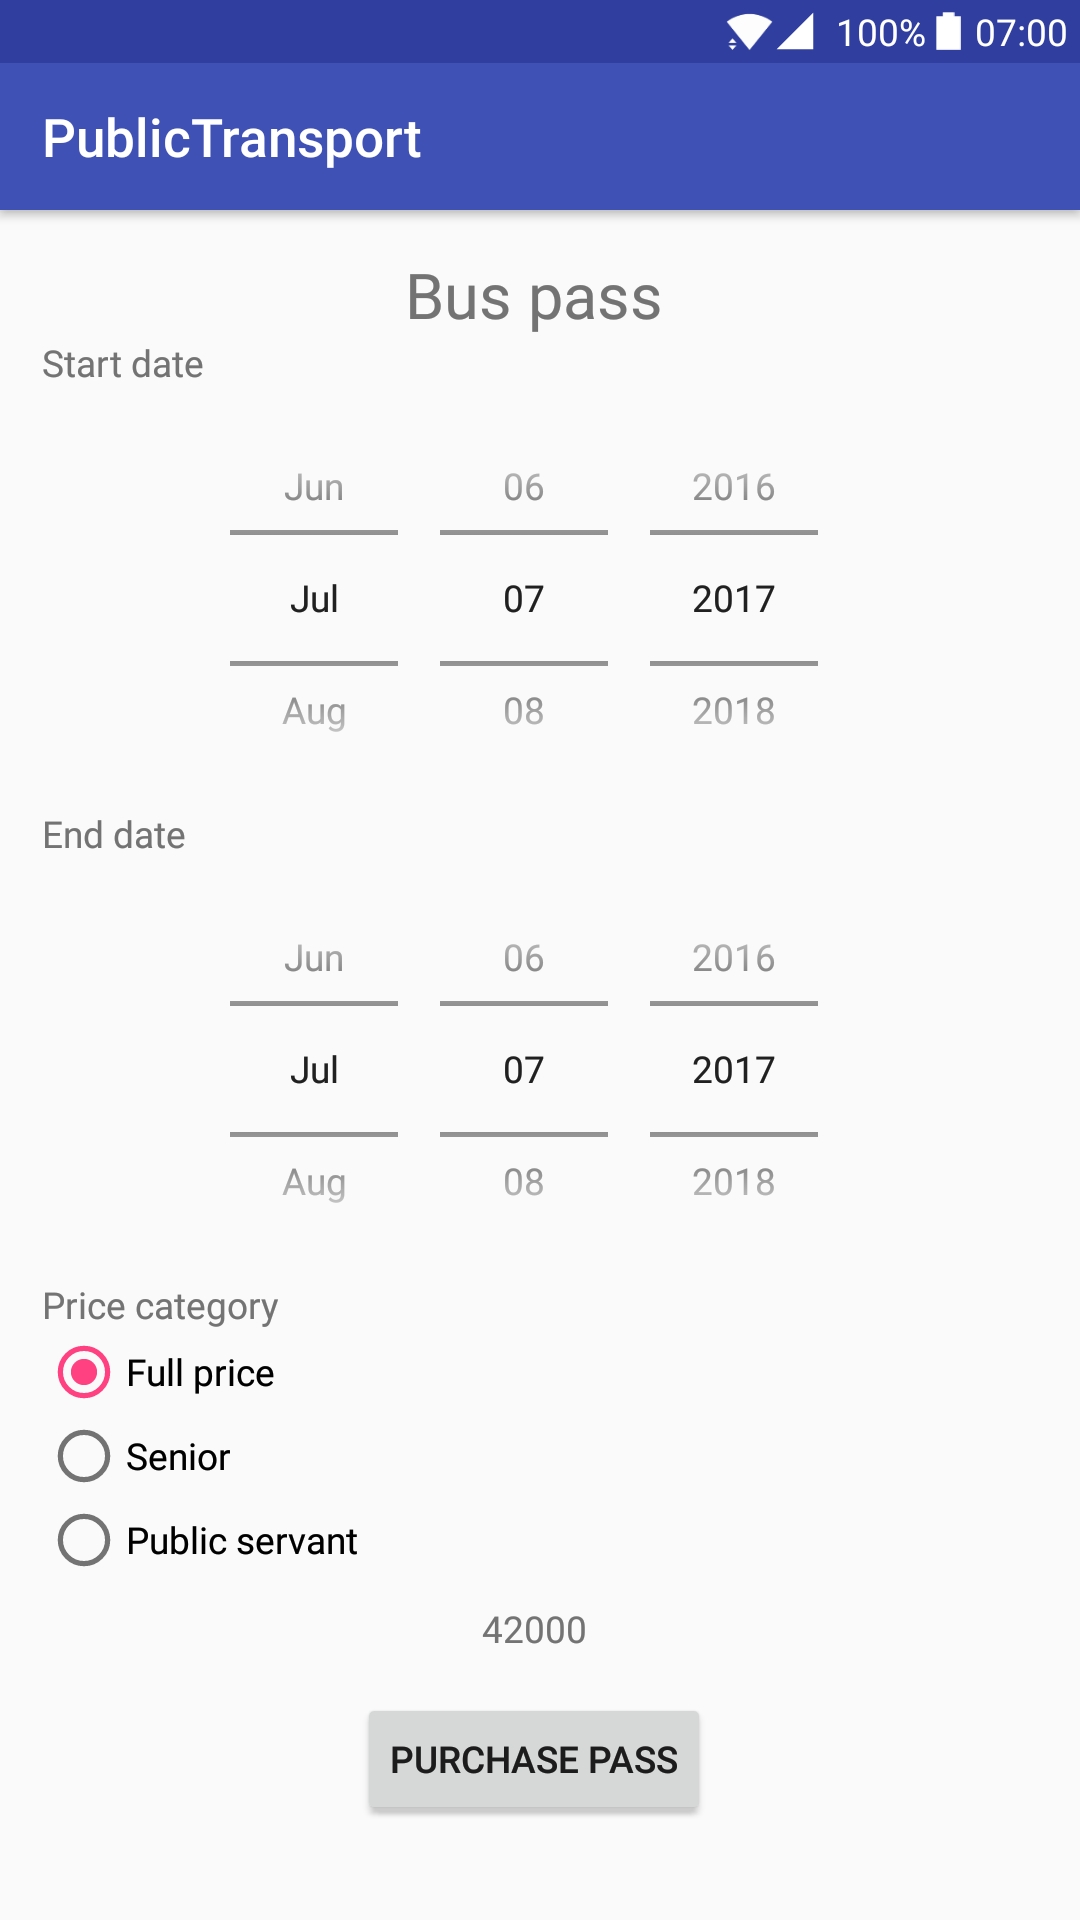 100% 07:00
PublicTransport
Bus pass
Start date
Jun 06 2016
Jul 07 2017
Aug 08 2018
End date
Jun 06 2016
Jul 07 2017
Aug 08 2018
Price category
Full price
Senior
Public servant
42000
PURCHASE PASS